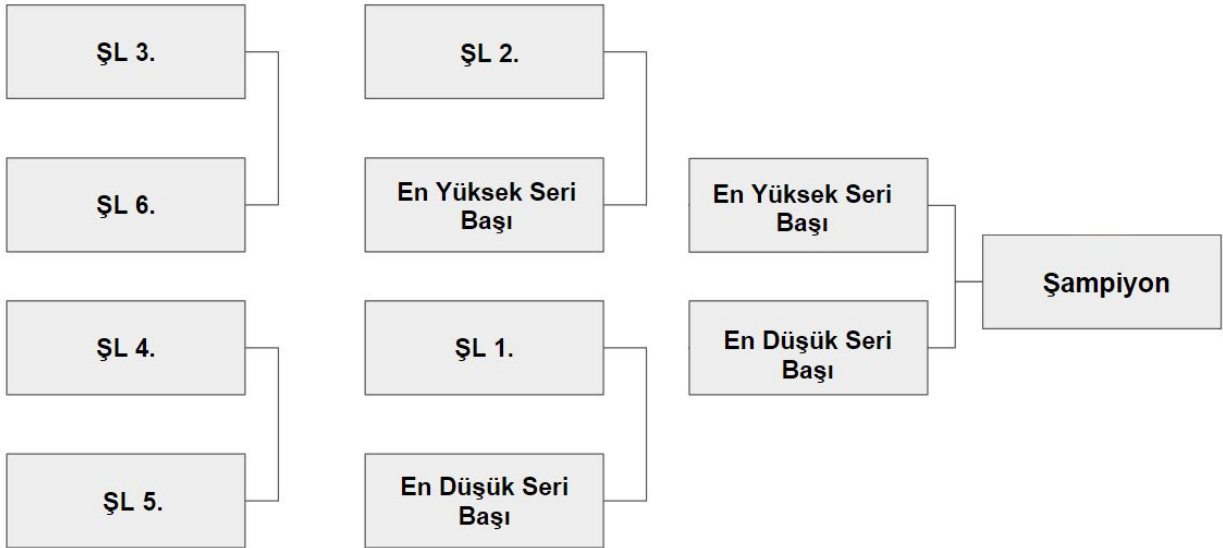 ŞL 3.
ŞL 6.
ŞL 4.
ŞL 5.
ŞL 2.
En Yüksek Seri
Başı
ŞL 1.
En Düşük Seri
Başı
En Yüksek Seri
Başı
En Düşük Seri
Başı
Şampiyon